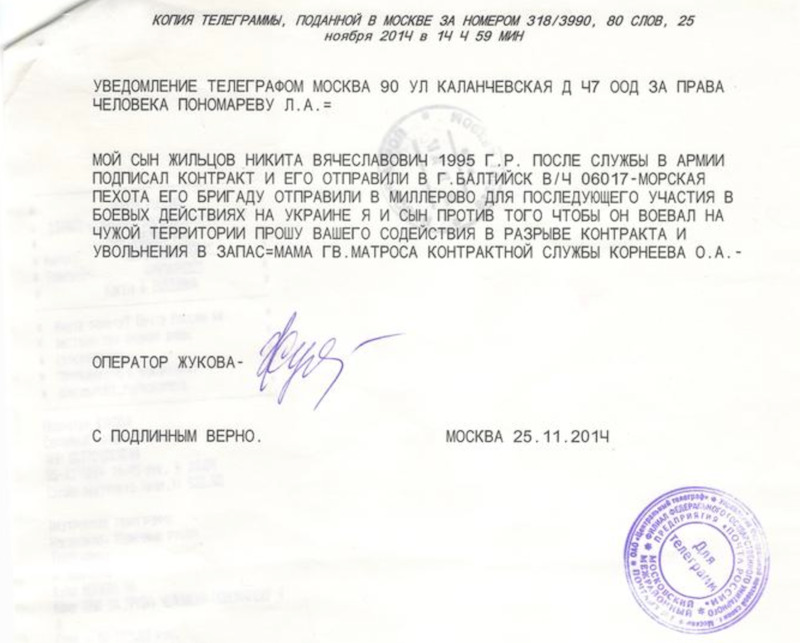 КОПИЯ ТЕЛЕГРАММЫ, ПОДАННОЙ В МОСКВЕ ЗА НОМЕРОМ 318/3990, 80 СЛОВ, 25
ноября 2014 в 14 Ч 59 МИН
УВЕДОМЛЕНИЕ ТЕЛЕГРАФОМ МОСКВА 90 УЛ КАЛАНЧЕВСКАЯ Д 47 ООД ЗА ПРАВА
ЧЕЛОВЕКА ПОНОМАРЕВУ Л.А.=
МОЙ СЫН ЖИЛЬЦОВ НИКИТА ВЯЧЕСЛАВОВИЧ 1995 Г.Р. ПОСЛЕ СЛУЖБЫ В АРМИИ
ПОДПИСАЛ КОНТРАКТ И ЕГО ОТПРАВИЛИ В Г.БАЛТИЙСК В/Ч 06017-МОРСКАЯ
ПЕХОТА ЕГО БРИГАДУ ОТПРАВИЛИ В МИЛЛЕРОВО ДЛЯ ПОСЛЕДУЮЩЕГО УЧАСТИЯ В
БОЕВЫХ ДЕЙСТВИЯХ НА УКРАИНЕ Я И СЫН ПРОТИВ ТОГО ЧТОБЫ ОН ВОЕВАЛ НА
ЧУЖОЙ ТЕРРИТОРИИ ПРОШУ ВАШЕГО СОДЕЙСТВИЯ В РАЗРЫВЕ КОНТРАКТА И
УВОЛЬНЕНИЯ В ЗАПАС=МАМА ГВ.МАТРОСА КОНТРАКТНОЙ СЛУЖБЫ КОРНЕЕВА О.А.-
ОПЕРАТОР ЖУКОВА-
С ПОДЛИННЫМ ВЕРНО. МОСКВА 25.11.2014
ОАО «Центральный телеграф»
ФИЛИАЛ ФЕДЕРАЛЬНОГО ГОСУДАРСТВЕННОГО УНИТАРНОГО
ПРЕДПРИЯТИЯ «ПОЧТА РОССИИ»
МОСКОВСКИЙ
МЕЖРАЙОННЫЙ
Для
телеграмм